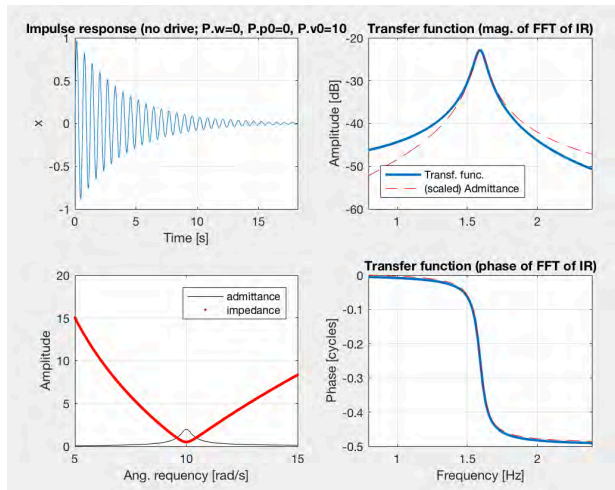 Impulse response (no drive; P.w=0, P.p0=0, P.v0=10
1
0.5
0
-0.5
-1
x
0
5
10
15
Time [s]
Transfer function (mag. of FFT of IR)
-20
-30
-40
-50
-60
Amplitude [dB]
Transf. func.
(scaled) Admittance
1
1.5
2
20
15
10
5
0
Amplitude
admittance
impedance
5
10
15
Ang. requency [rad/s]
Transfer function (phase of FFT of IR)
0
-0.1
-0.2
-0.3
-0.4
-0.5
Phase [cycles]
1
1.5
2
Frequency [Hz]